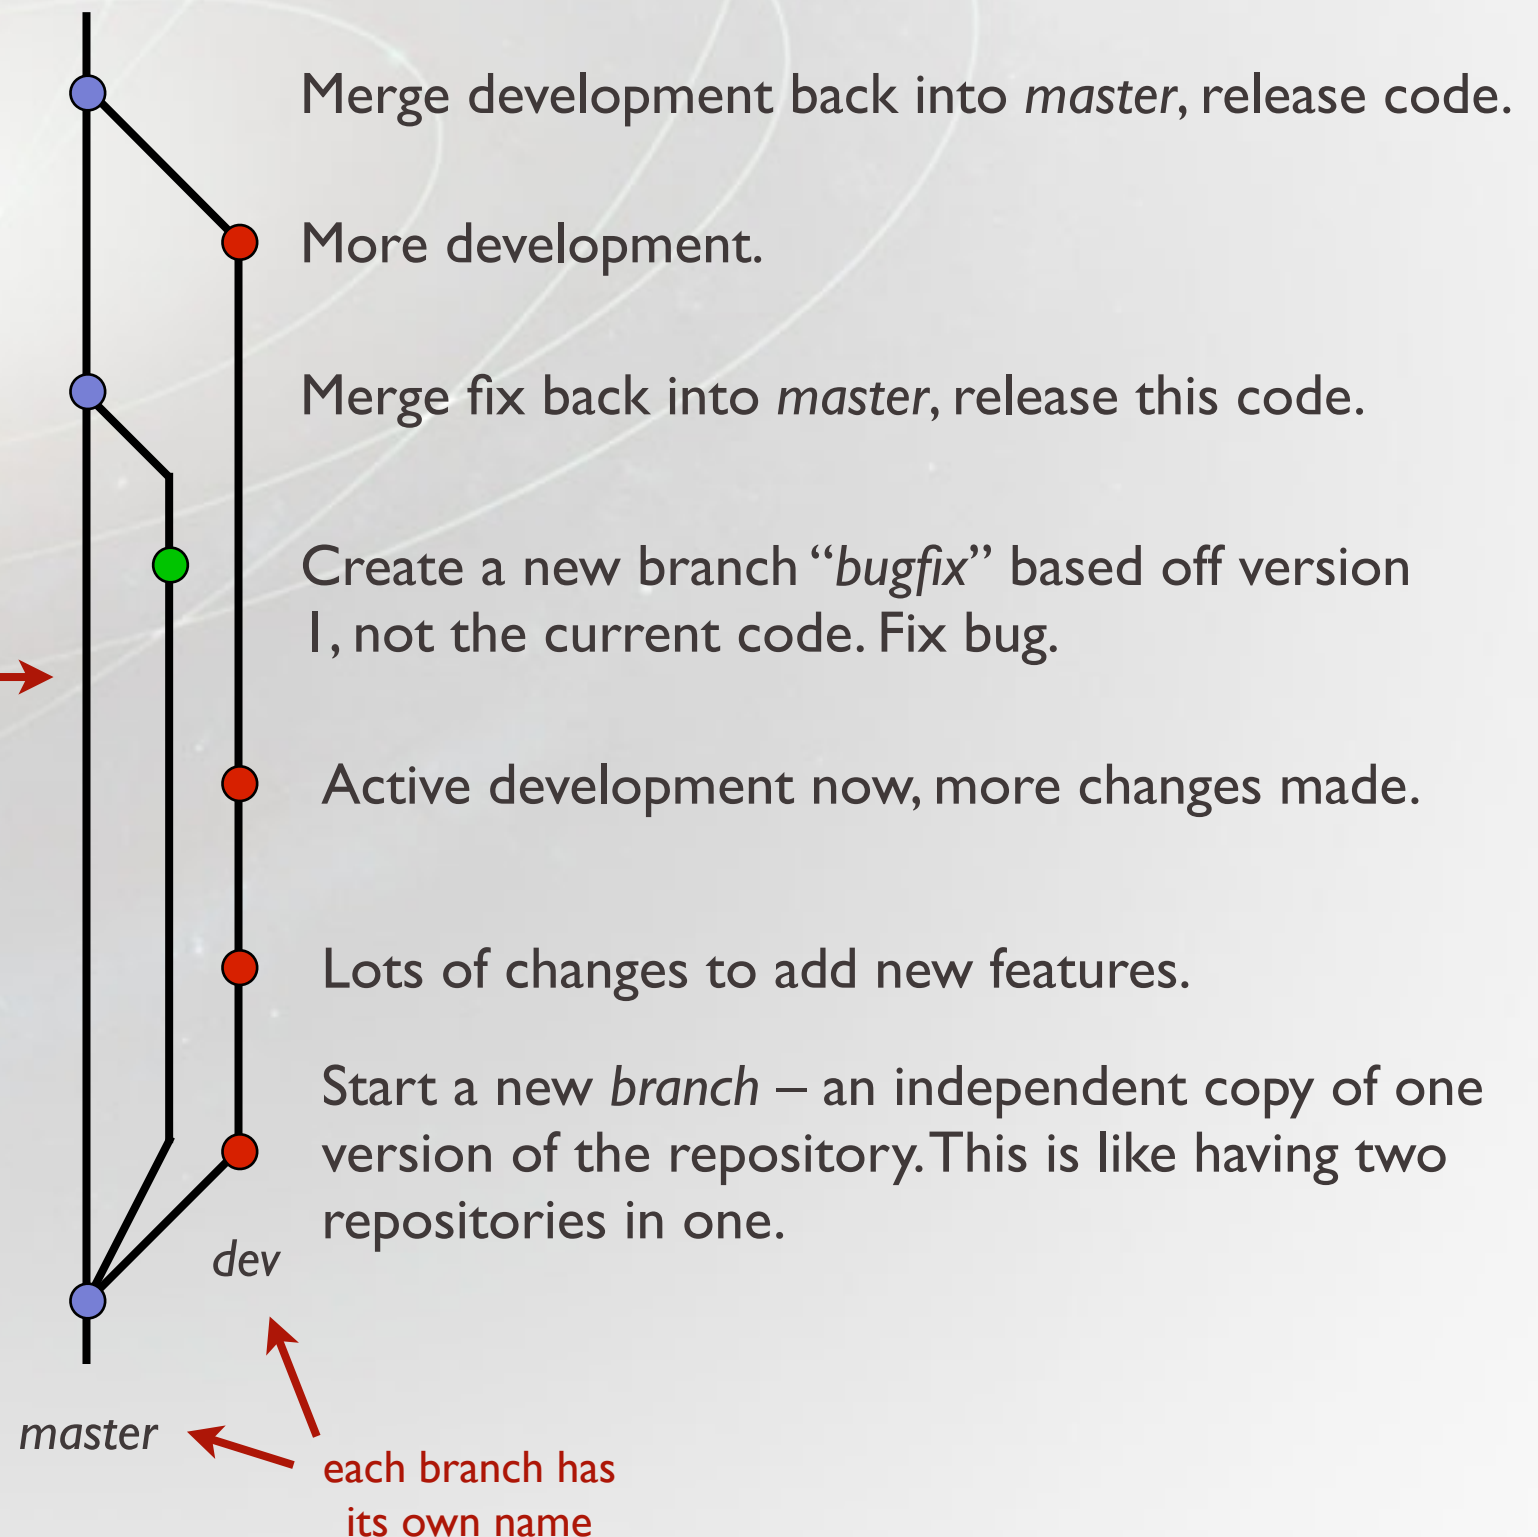 Merge development back into master, release code.
More development.
Merge fix back into master, release this code.
Create a new branch “bugfix” based off version
1, not the current code. Fix bug.
Active development now, more changes made.
Lots of changes to add new features.
Start a new branch – an independent copy of one
version of the repository. This is like having two
repositories in one.
dev
master
each branch has
its own name